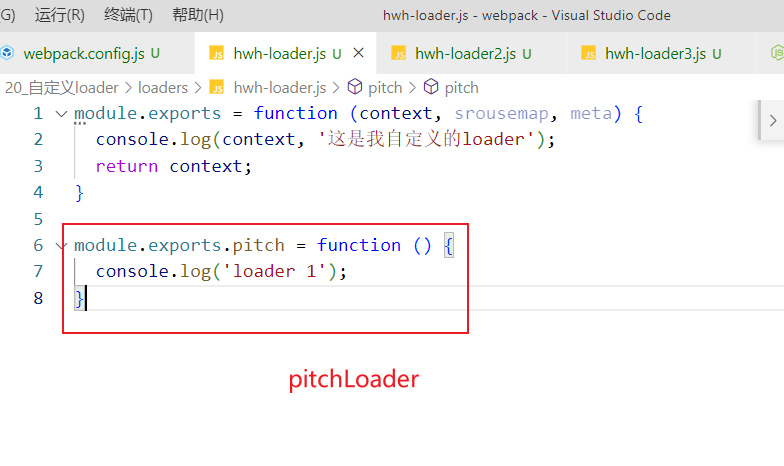 G) 运行(R) 终端(T) 帮助(H) hwh-loader.js - webpack - Visual Studio Code
webpack.config.js U JS hwh-loader.js U × JS hwh-loader2.js U JS hwh-loader3.js U
20_自定义loader > loaders > JS hwh-loader.js > pitch > pitch
1 module.exports = function (context, srousemap, meta) {
2 console.log(context, '这是我自定义的loader');
3 return context;
4 }
5
6 module.exports.pitch = function () {
7 console.log('loader 1');
8 }
pitchLoader